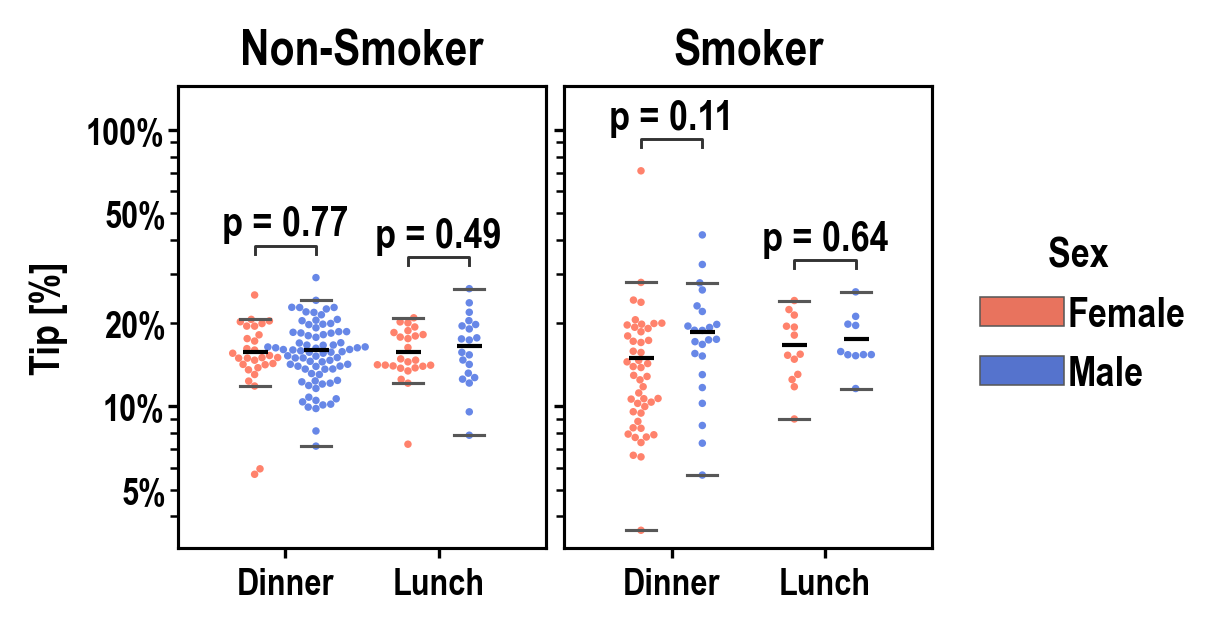 Non-Smoker
Smoker
Tip [%]
100%
50%
20%
10%
5%
p = 0.77
p = 0.49
p = 0.11
p = 0.64
Dinner
Lunch
Dinner
Lunch
Sex
Female
Male